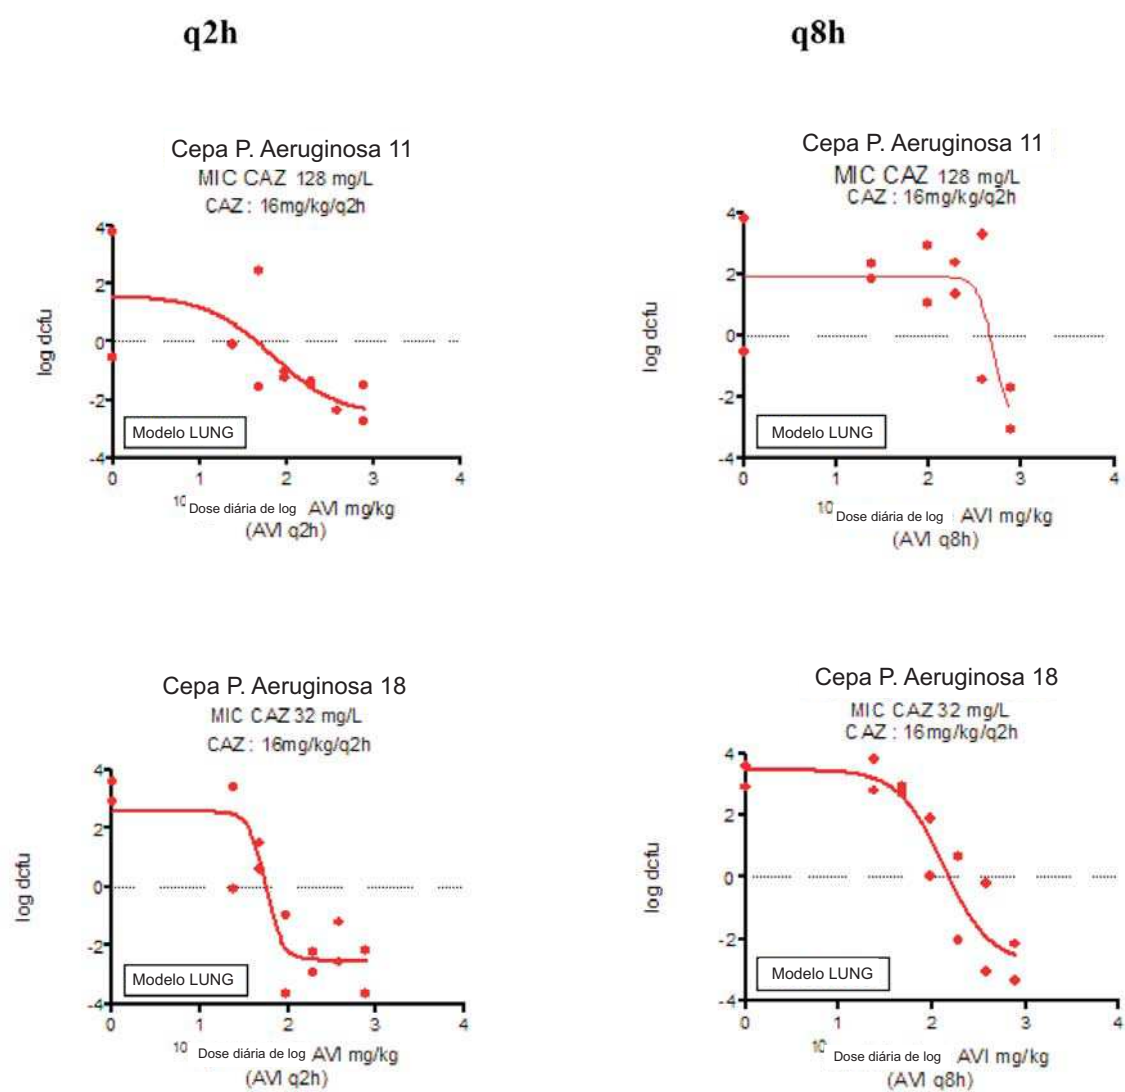 q2h
q8h
Cepa P. Aeruginosa 11
MIC CAZ 128 mg/L
CAZ : 16mg/kg/q2h
4
2
0
-2
-4
log dcfu
Modelo LUNG
0 1 2 3 4
10 Dose diária de log AVI mg/kg
(AVI q2h)
Cepa P. Aeruginosa 11
MIC CAZ 128 mg/L
CAZ : 16mg/kg/q2h
4
2
0
-2
-4
log dcfu
Modelo LUNG
0 1 2 3 4
10 Dose diária de log AVI mg/kg
(AVI q8h)
Cepa P. Aeruginosa 18
MIC CAZ 32 mg/L
CAZ : 16mg/kg/q2h
4
2
0
-2
-4
log dcfu
Modelo LUNG
0 1 2 3 4
10 Dose diária de log AVI mg/kg
(AVI q2h)
Cepa P. Aeruginosa 18
MIC CAZ 32 mg/L
CAZ : 16mg/kg/q2h
4
2
0
-2
-4
log dcfu
Modelo LUNG
0 1 2 3 4
10 Dose diária de log AVI mg/kg
(AVI q8h)